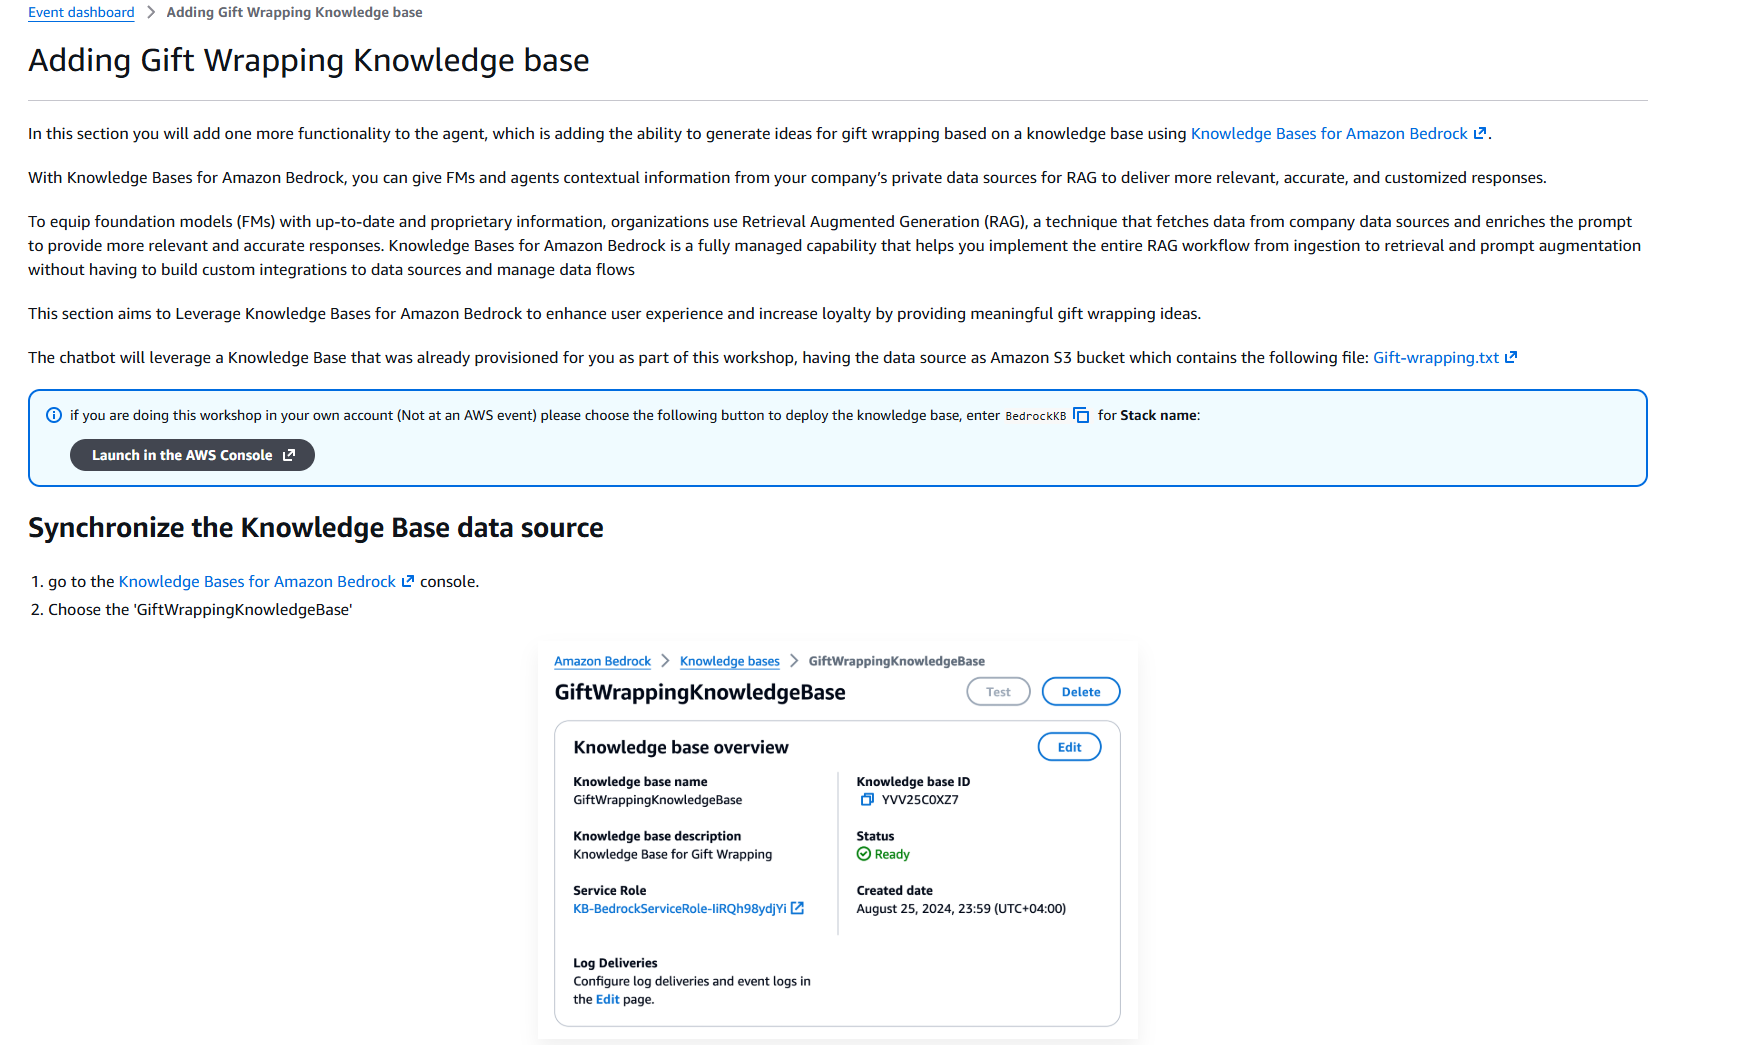 Event dashboard > Adding Gift Wrapping Knowledge base
Adding Gift Wrapping Knowledge base
In this section you will add one more functionality to the agent, which is adding the ability to generate ideas for gift wrapping based on a knowledge base using Knowledge Bases for Amazon Bedrock.
With Knowledge Bases for Amazon Bedrock, you can give FMs and agents contextual information from your company’s private data sources for RAG to deliver more relevant, accurate, and customized responses.
To equip foundation models (FMs) with up-to-date and proprietary information, organizations use Retrieval Augmented Generation (RAG), a technique that fetches data from company data sources and enriches the prompt
to provide more relevant and accurate responses. Knowledge Bases for Amazon Bedrock is a fully managed capability that helps you implement the entire RAG workflow from ingestion to retrieval and prompt augmentation
without having to build custom integrations to data sources and manage data flows
This section aims to Leverage Knowledge Bases for Amazon Bedrock to enhance user experience and increase loyalty by providing meaningful gift wrapping ideas.
The chatbot will leverage a Knowledge Base that was already provisioned for you as part of this workshop, having the data source as Amazon S3 bucket which contains the following file: Gift-wrapping.txt
if you are doing this workshop in your own account (Not at an AWS event) please choose the following button to deploy the knowledge base, enter BedrockKB for Stack name:
Launch in the AWS Console
Synchronize the Knowledge Base data source
1. go to the Knowledge Bases for Amazon Bedrock console.
2. Choose the 'GiftWrappingKnowledgeBase'
Amazon Bedrock > Knowledge bases > GiftWrappingKnowledgeBase
GiftWrappingKnowledgeBase Test Delete
Knowledge base overview Edit
Knowledge base name
GiftWrappingKnowledgeBase
Knowledge base description
Knowledge Base for Gift Wrapping
Service Role
KB-BedrockServiceRole-IiRQh98ydjYi
Log Deliveries
Configure log deliveries and event logs in
the Edit page.
Knowledge base ID
YVV25C0XZ7
Status
Ready
Created date
August 25, 2024, 23:59 (UTC+04:00)